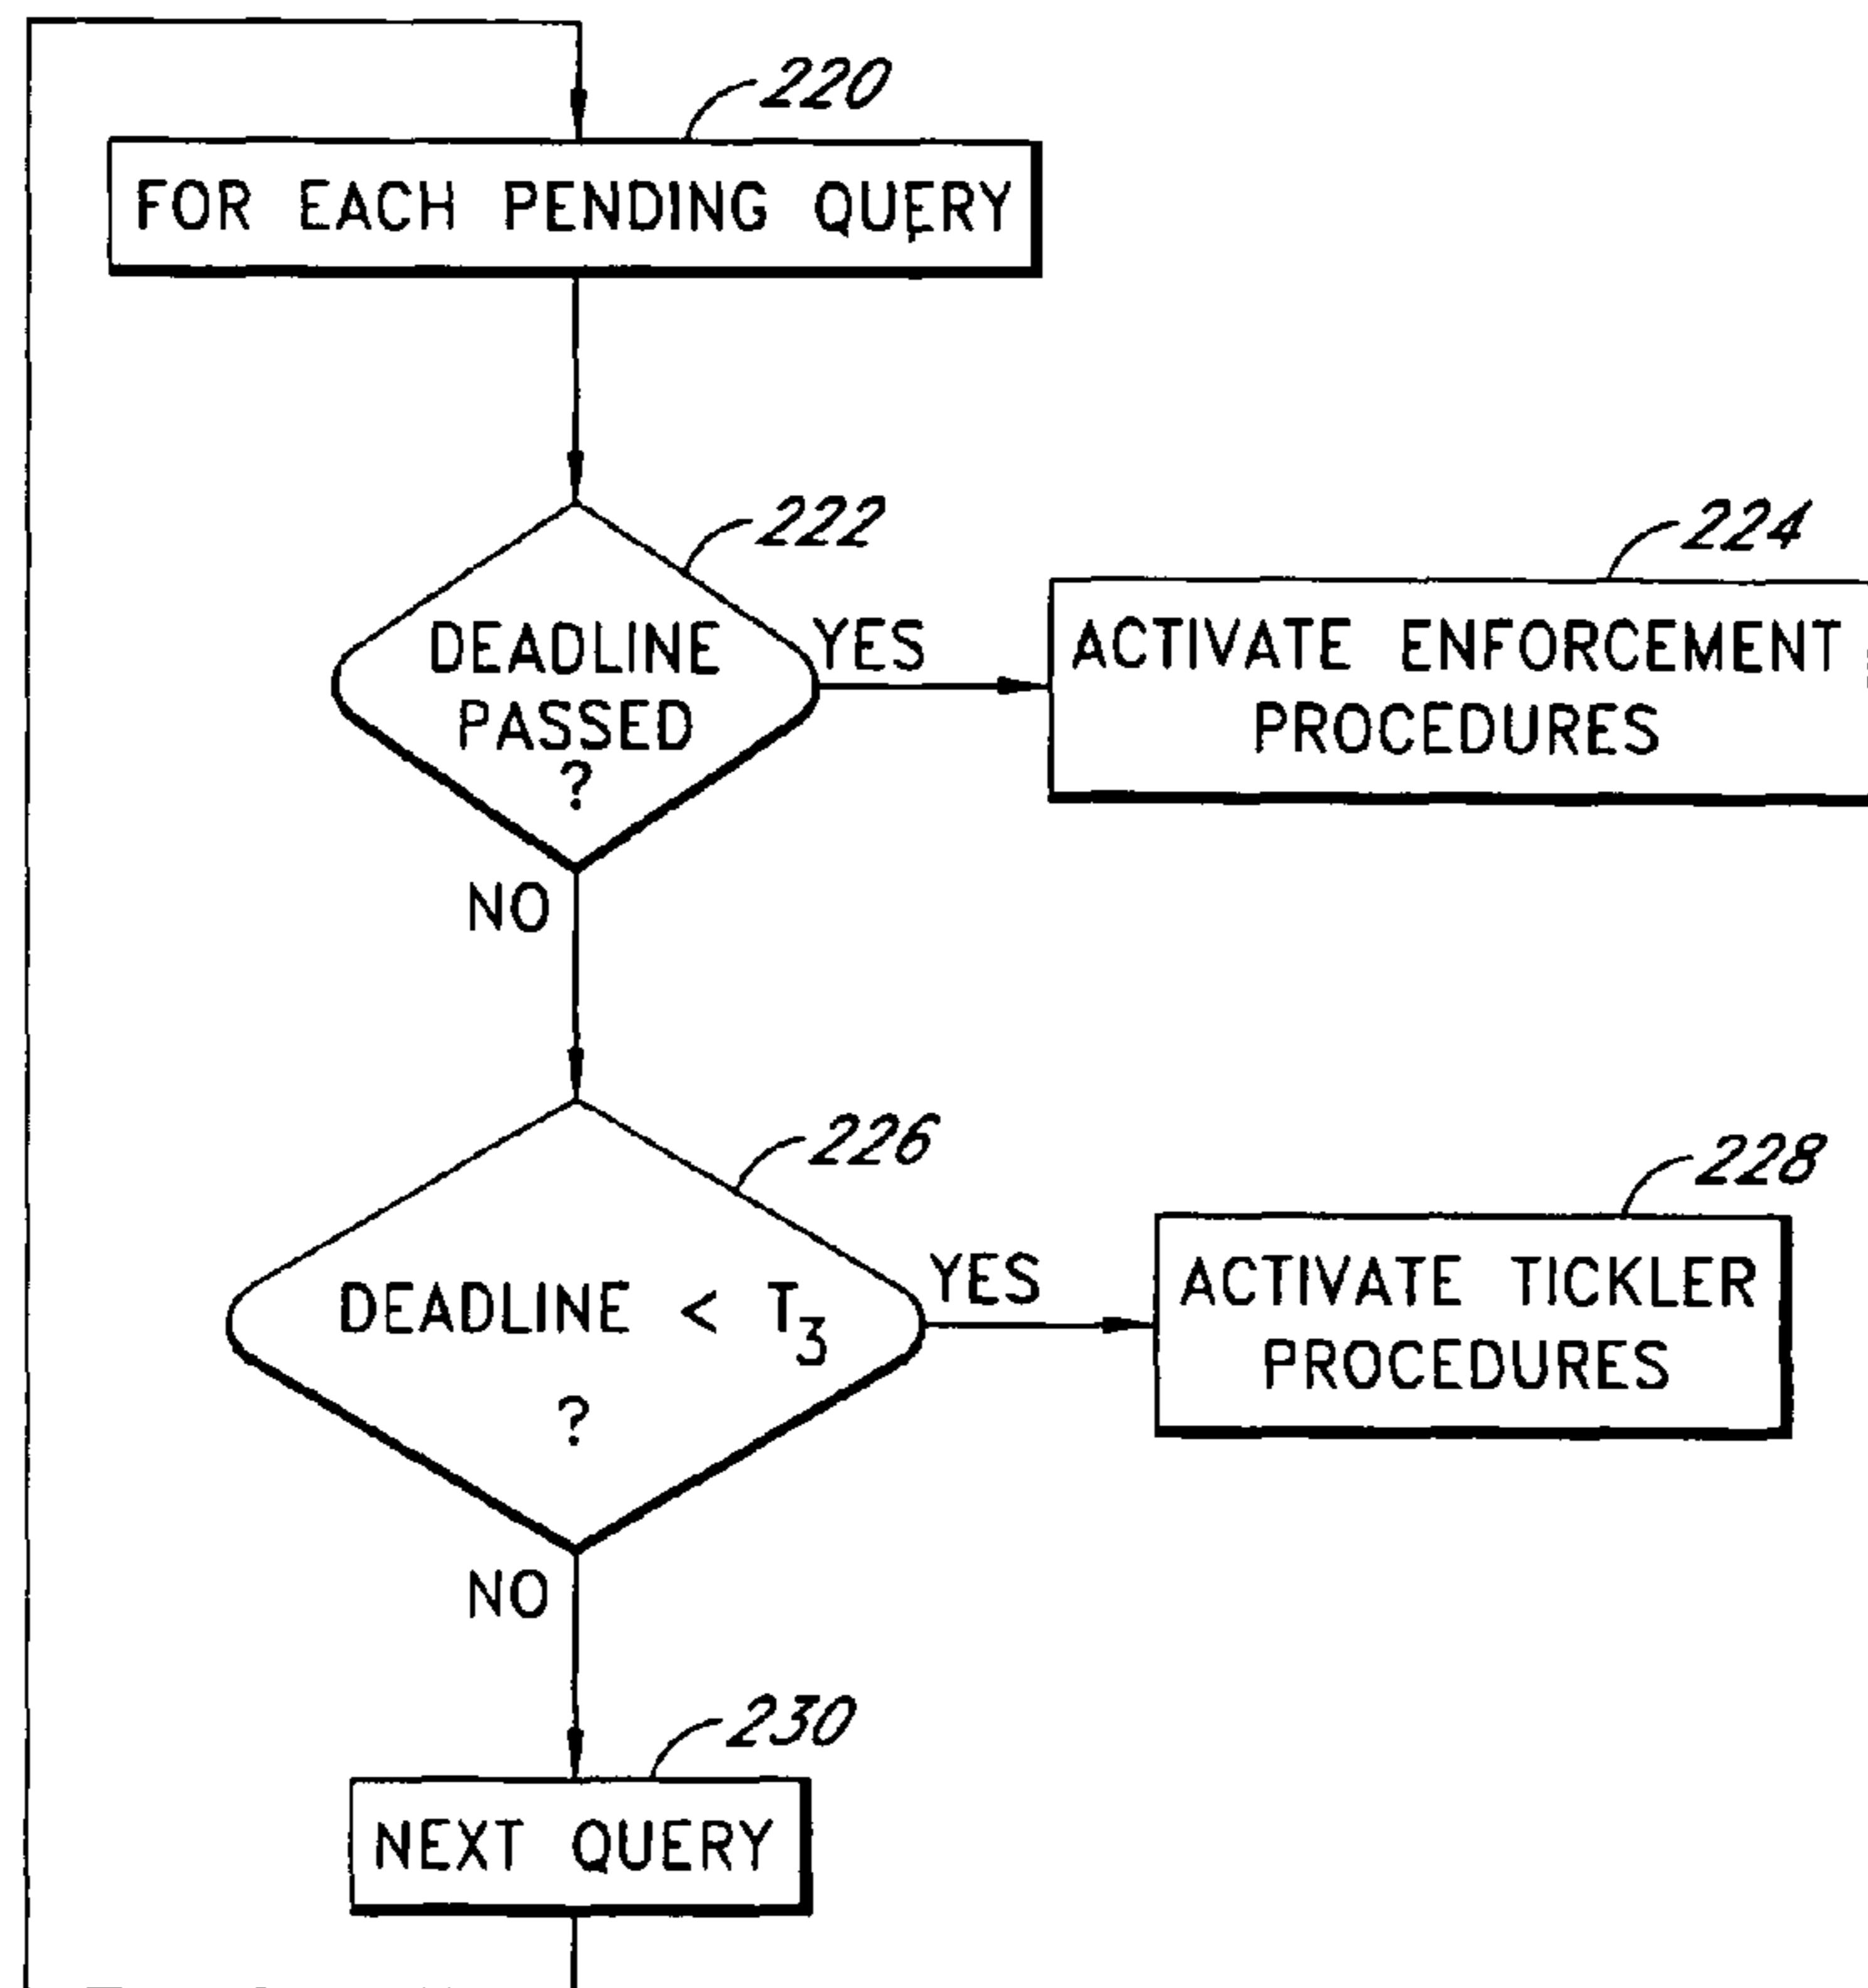 220
FOR EACH PENDING QUERY
222
DEADLINE
PASSED
?
YES
224
ACTIVATE ENFORCEMENT
PROCEDURES
NO
226
DEADLINE < T3
?
YES
228
ACTIVATE TICKLER
PROCEDURES
NO
230
NEXT QUERY